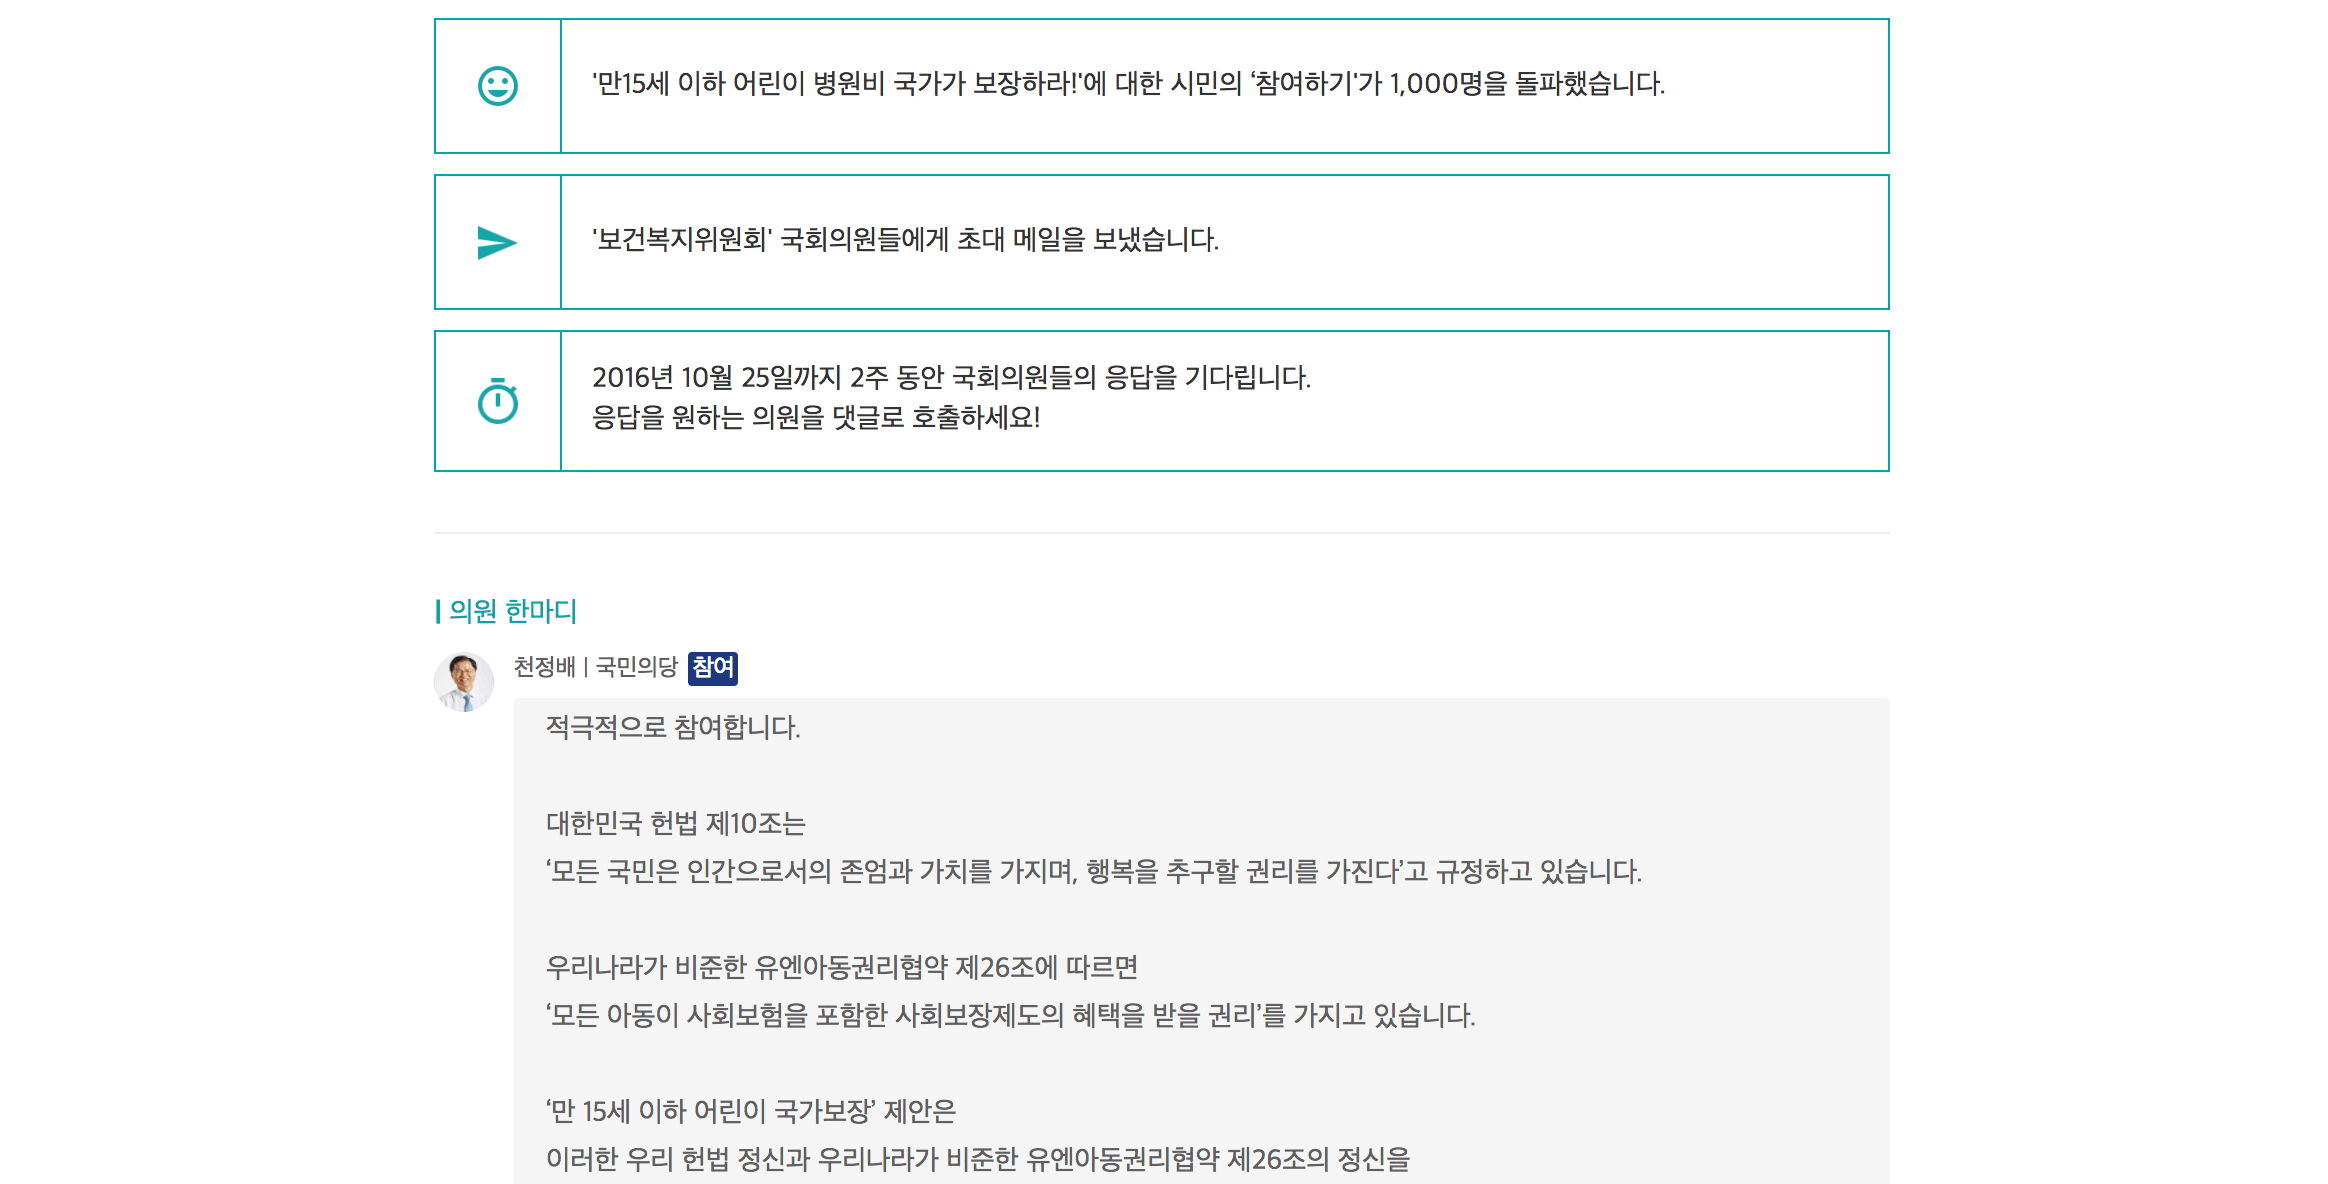 '만15세 이하 어린이 병원비 국가가 보장하라!'에 대한 시민의 ‘참여하기'가 1,000명을 돌파했습니다.
'보건복지위원회' 국회의원들에게 초대 메일을 보냈습니다.
2016년 10월 25일까지 2주 동안 국회의원들의 응답을 기다립니다.
응답을 원하는 의원을 댓글로 호출하세요!
| 의원 한마디
천정배 | 국민의당 참여
적극적으로 참여합니다.
대한민국 헌법 제10조는
‘모든 국민은 인간으로서의 존엄과 가치를 가지며, 행복을 추구할 권리를 가진다’고 규정하고 있습니다.
우리나라가 비준한 유엔아동권리협약 제26조에 따르면
‘모든 아동이 사회보험을 포함한 사회보장제도의 혜택을 받을 권리’를 가지고 있습니다.
‘만 15세 이하 어린이 국가보장’ 제안은
이러한 우리 헌법 정신과 우리나라가 비준한 유엔아동권리협약 제26조의 정신을